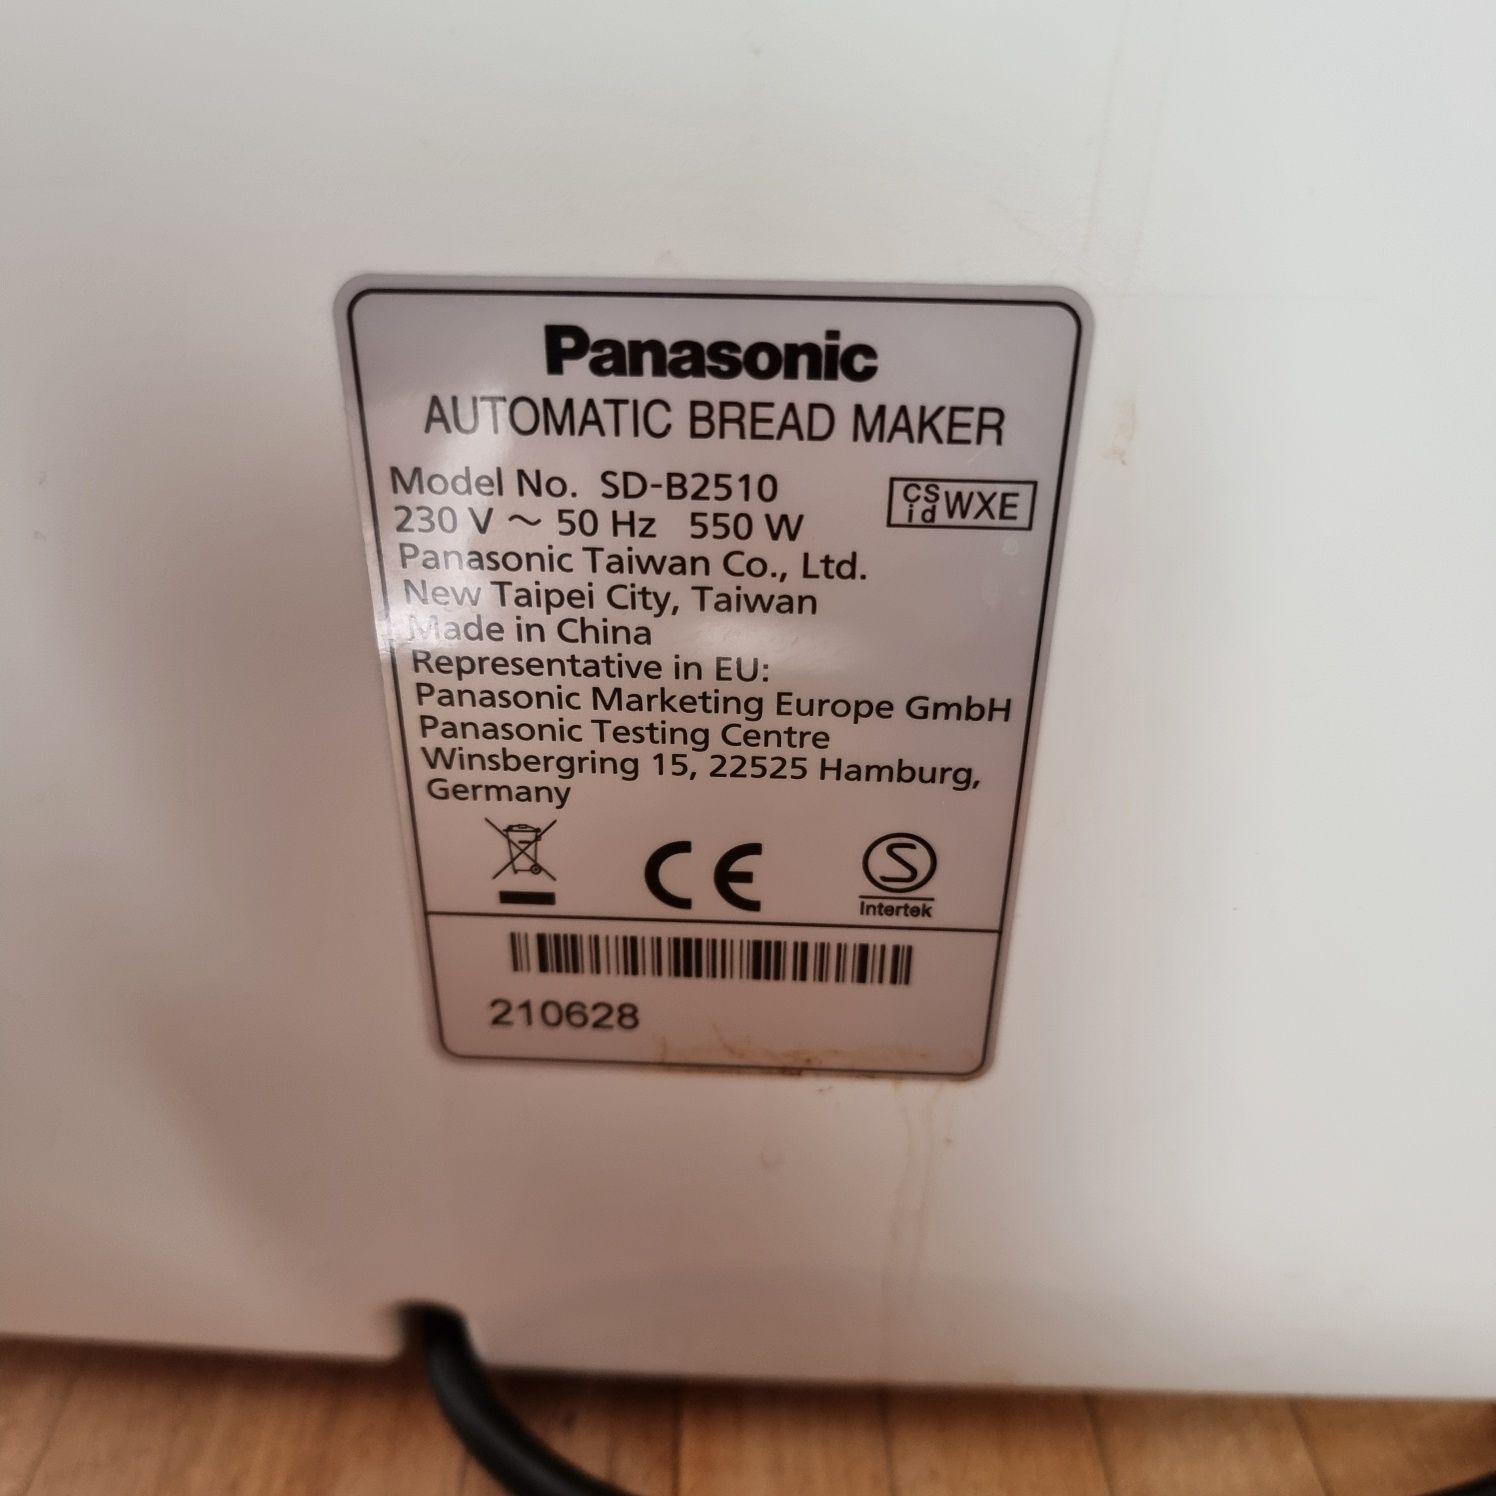 Panasonic
AUTOMATIC BREAD MAKER
Model No. SD-B2510
CS id WXE
230 V ~ 50 Hz 550 W
Panasonic Taiwan Co., Ltd.
New Taipei City, Taiwan
Made in China
Representative in EU:
Panasonic Marketing Europe GmbH
Panasonic Testing Centre
Winsbergring 15, 22525 Hamburg,
Germany
CE
S
Intertek
210628